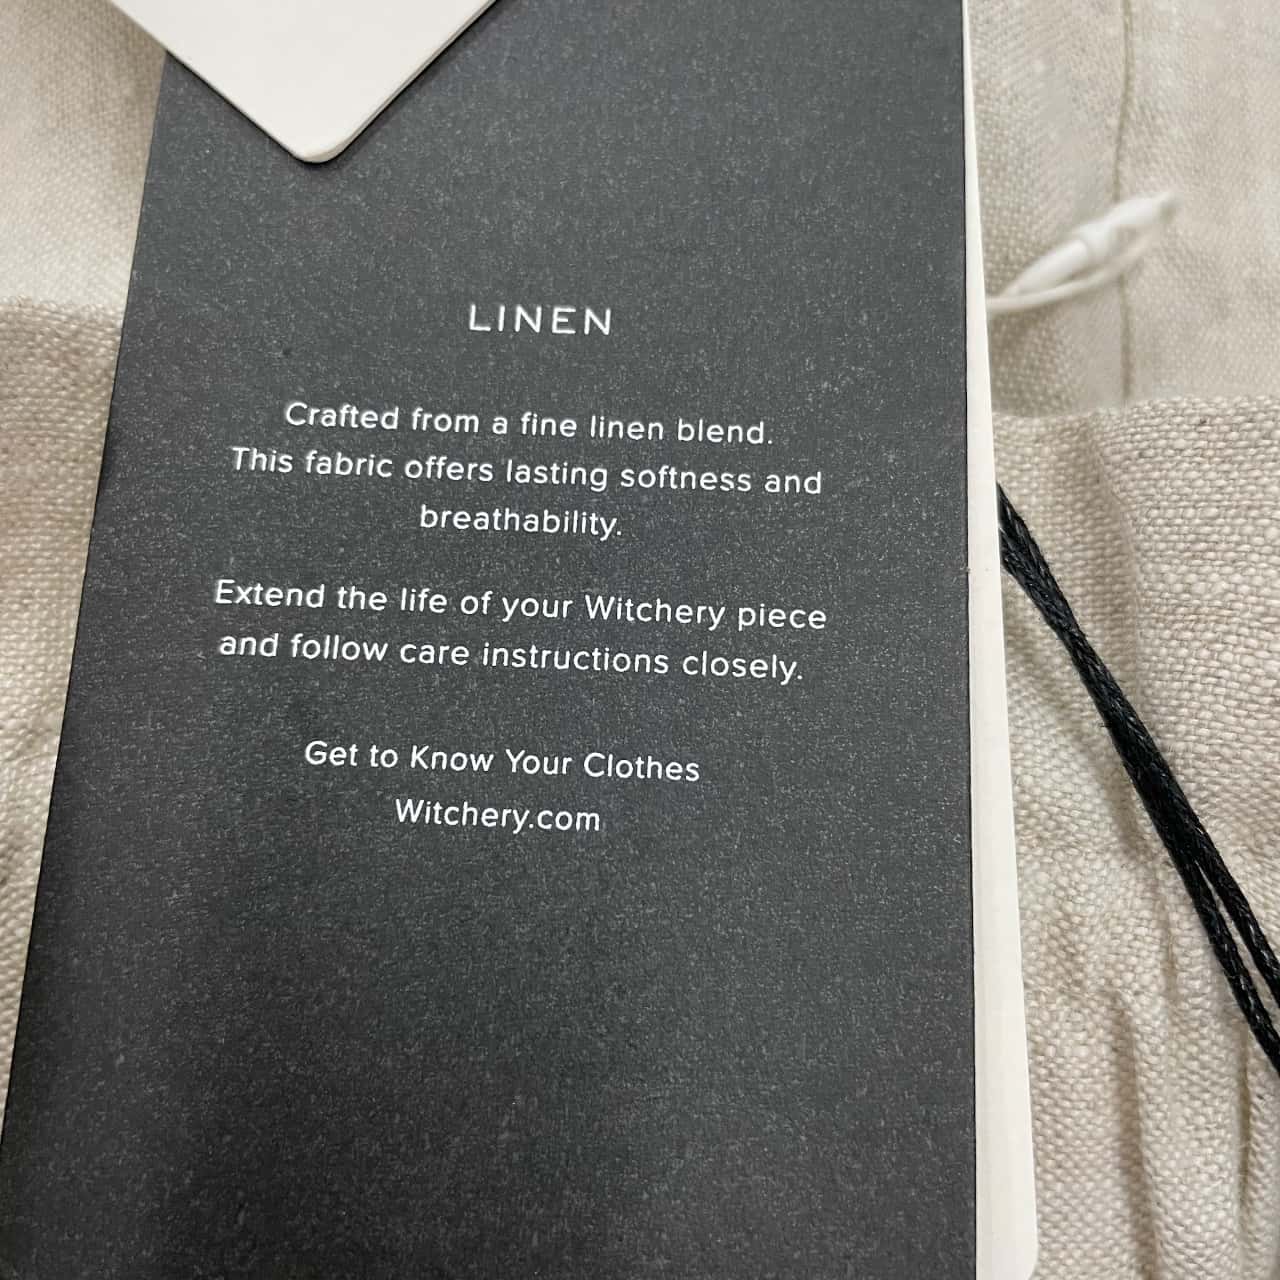 LINEN
Crafted from a fine linen blend.
This fabric offers lasting softness and
breathability.
Extend the life of your Witchery piece
and follow care instructions closely.
Get to Know Your Clothes
Witchery.com